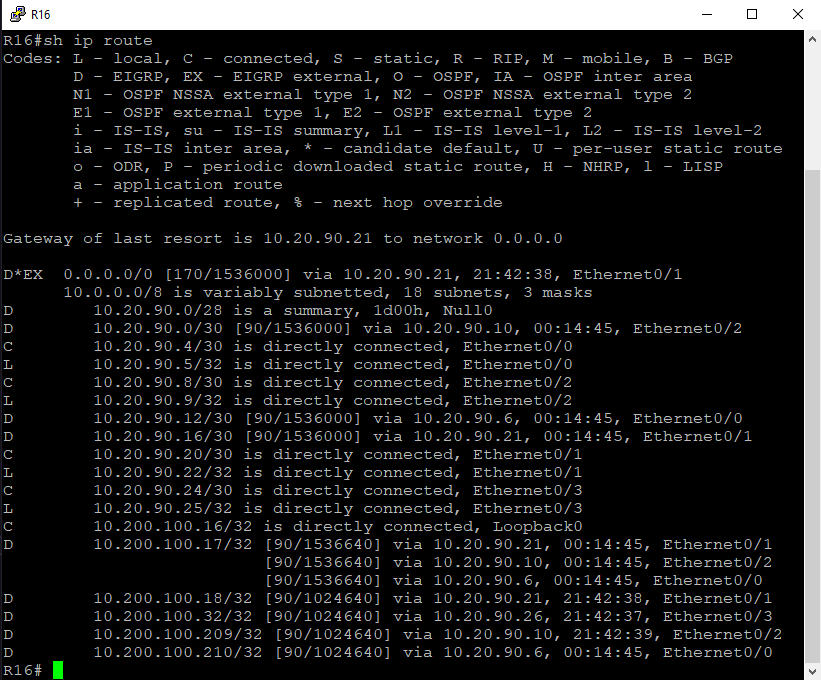 R16
R16#sh ip route
Codes: L - local, C - connected, S - static, R - RIP, M - mobile, B - BGP
       D - EIGRP, EX - EIGRP external, O - OSPF, IA - OSPF inter area
       N1 - OSPF NSSA external type 1, N2 - OSPF NSSA external type 2
       E1 - OSPF external type 1, E2 - OSPF external type 2
       i - IS-IS, su - IS-IS summary, L1 - IS-IS level-1, L2 - IS-IS level-2
       ia - IS-IS inter area, * - candidate default, U - per-user static route
       o - ODR, P - periodic downloaded static route, H - NHRP, l - LISP
       a - application route
       + - replicated route, % - next hop override

Gateway of last resort is 10.20.90.21 to network 0.0.0.0

D*EX  0.0.0.0/0 [170/1536000] via 10.20.90.21, 21:42:38, Ethernet0/1
      10.0.0.0/8 is variably subnetted, 18 subnets, 3 masks
D        10.20.90.0/28 is a summary, 1d00h, Null0
D        10.20.90.0/30 [90/1536000] via 10.20.90.10, 00:14:45, Ethernet0/2
C        10.20.90.4/30 is directly connected, Ethernet0/0
L        10.20.90.5/32 is directly connected, Ethernet0/0
C        10.20.90.8/30 is directly connected, Ethernet0/2
L        10.20.90.9/32 is directly connected, Ethernet0/2
D        10.20.90.12/30 [90/1536000] via 10.20.90.6, 00:14:45, Ethernet0/0
D        10.20.90.16/30 [90/1536000] via 10.20.90.21, 00:14:45, Ethernet0/1
C        10.20.90.20/30 is directly connected, Ethernet0/1
L        10.20.90.22/32 is directly connected, Ethernet0/1
C        10.20.90.24/30 is directly connected, Ethernet0/3
L        10.20.90.25/32 is directly connected, Ethernet0/3
C        10.200.100.16/32 is directly connected, Loopback0
D        10.200.100.17/32 [90/1536640] via 10.20.90.21, 00:14:45, Ethernet0/1
                          [90/1536640] via 10.20.90.10, 00:14:45, Ethernet0/2
                          [90/1536640] via 10.20.90.6, 00:14:45, Ethernet0/0
D        10.200.100.18/32 [90/1024640] via 10.20.90.21, 21:42:38, Ethernet0/1
D        10.200.100.32/32 [90/1024640] via 10.20.90.26, 21:42:37, Ethernet0/3
D        10.200.100.209/32 [90/1024640] via 10.20.90.10, 21:42:39, Ethernet0/2
D        10.200.100.210/32 [90/1024640] via 10.20.90.6, 00:14:45, Ethernet0/0
R16#